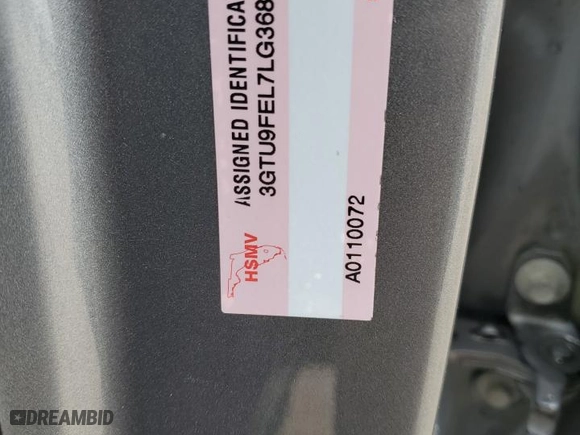 ASSIGNED IDENTIFICA
3GTU9FEL7LG368
A0110072
HSMV
DREAMBID